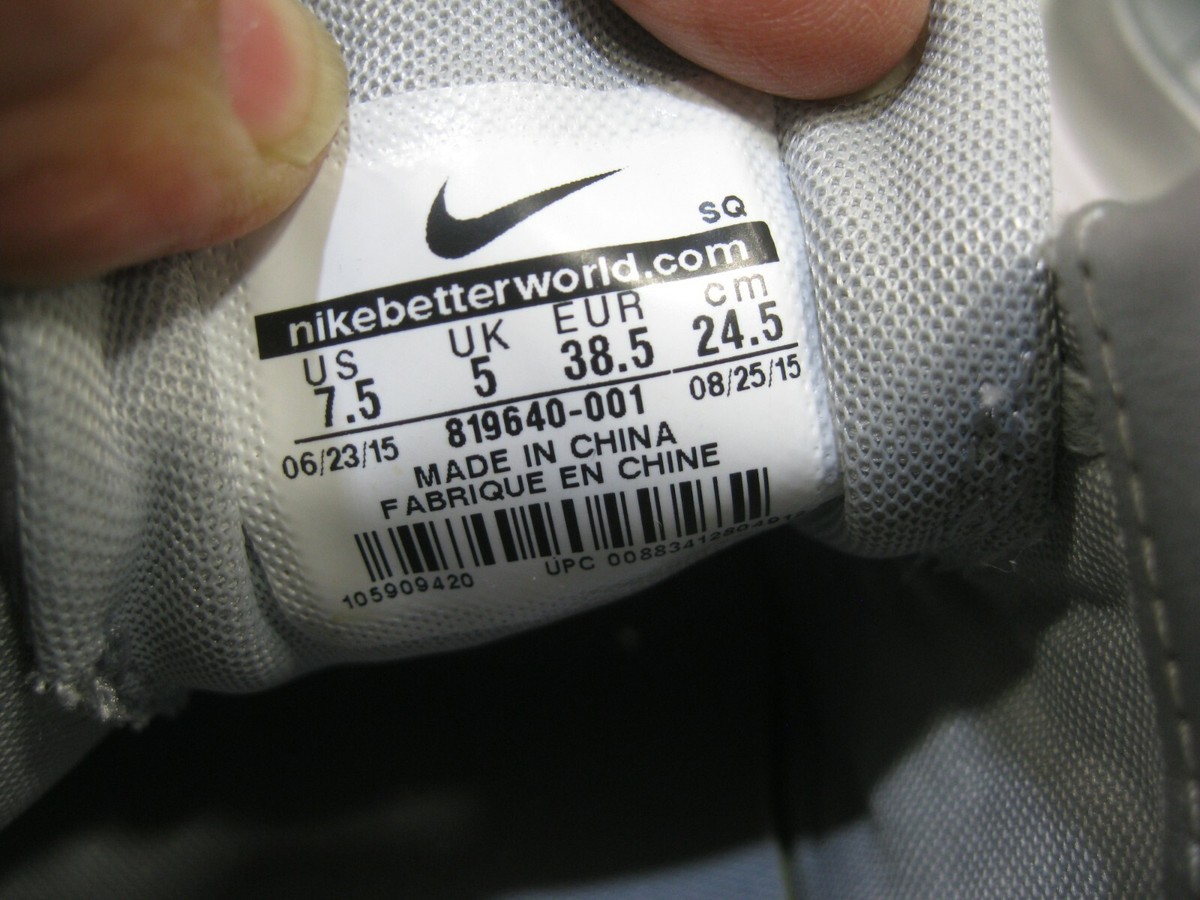 SQ
nikebetterworld.com
US UK EUR cm
7.5 5 38.5 24.5
06/23/15 819640-001 08/25/15
MADE IN CHINA
FABRIQUE EN CHINE
105909420 UPC